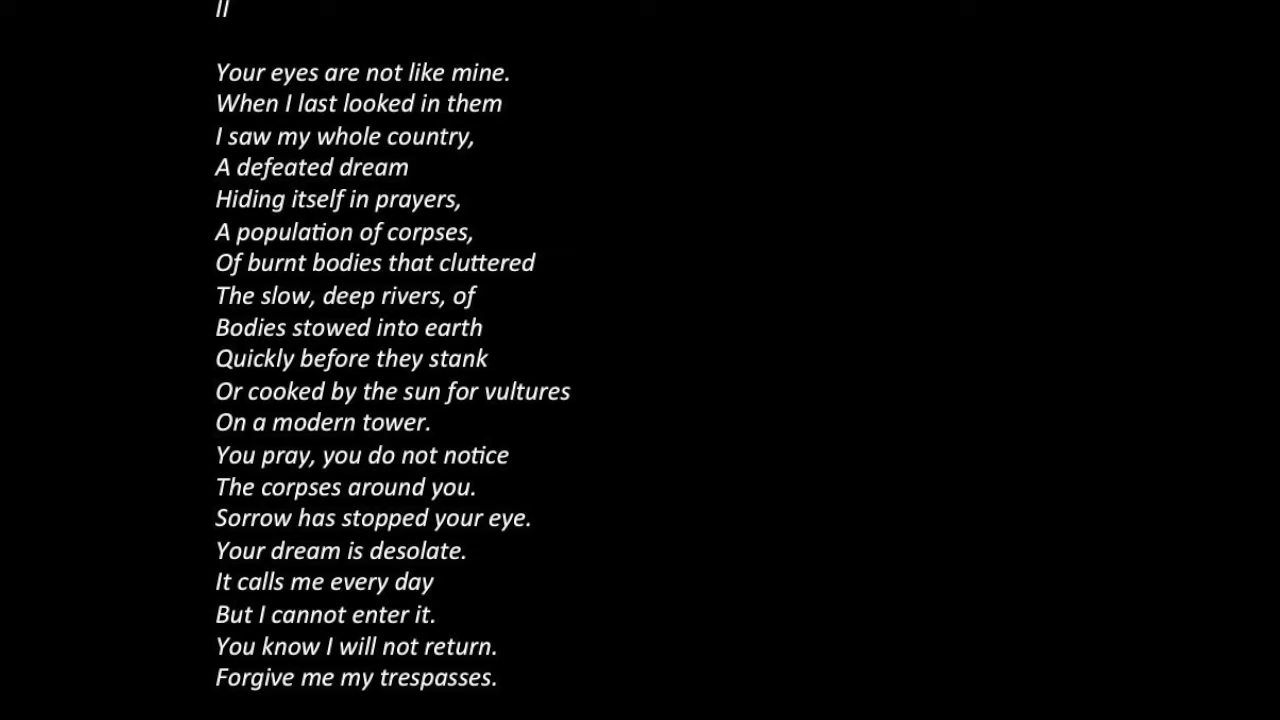 II
Your eyes are not like mine.
When I last looked in them
I saw my whole country,
A defeated dream
Hiding itself in prayers,
A population of corpses,
Of burnt bodies that cluttered
The slow, deep rivers, of
Bodies stowed into earth
Quickly before they stank
Or cooked by the sun for vultures
On a modern tower.
You pray, you do not notice
The corpses around you.
Sorrow has stopped your eye.
Your dream is desolate.
It calls me every day
But I cannot enter it.
You know I will not return.
Forgive me my trespasses.